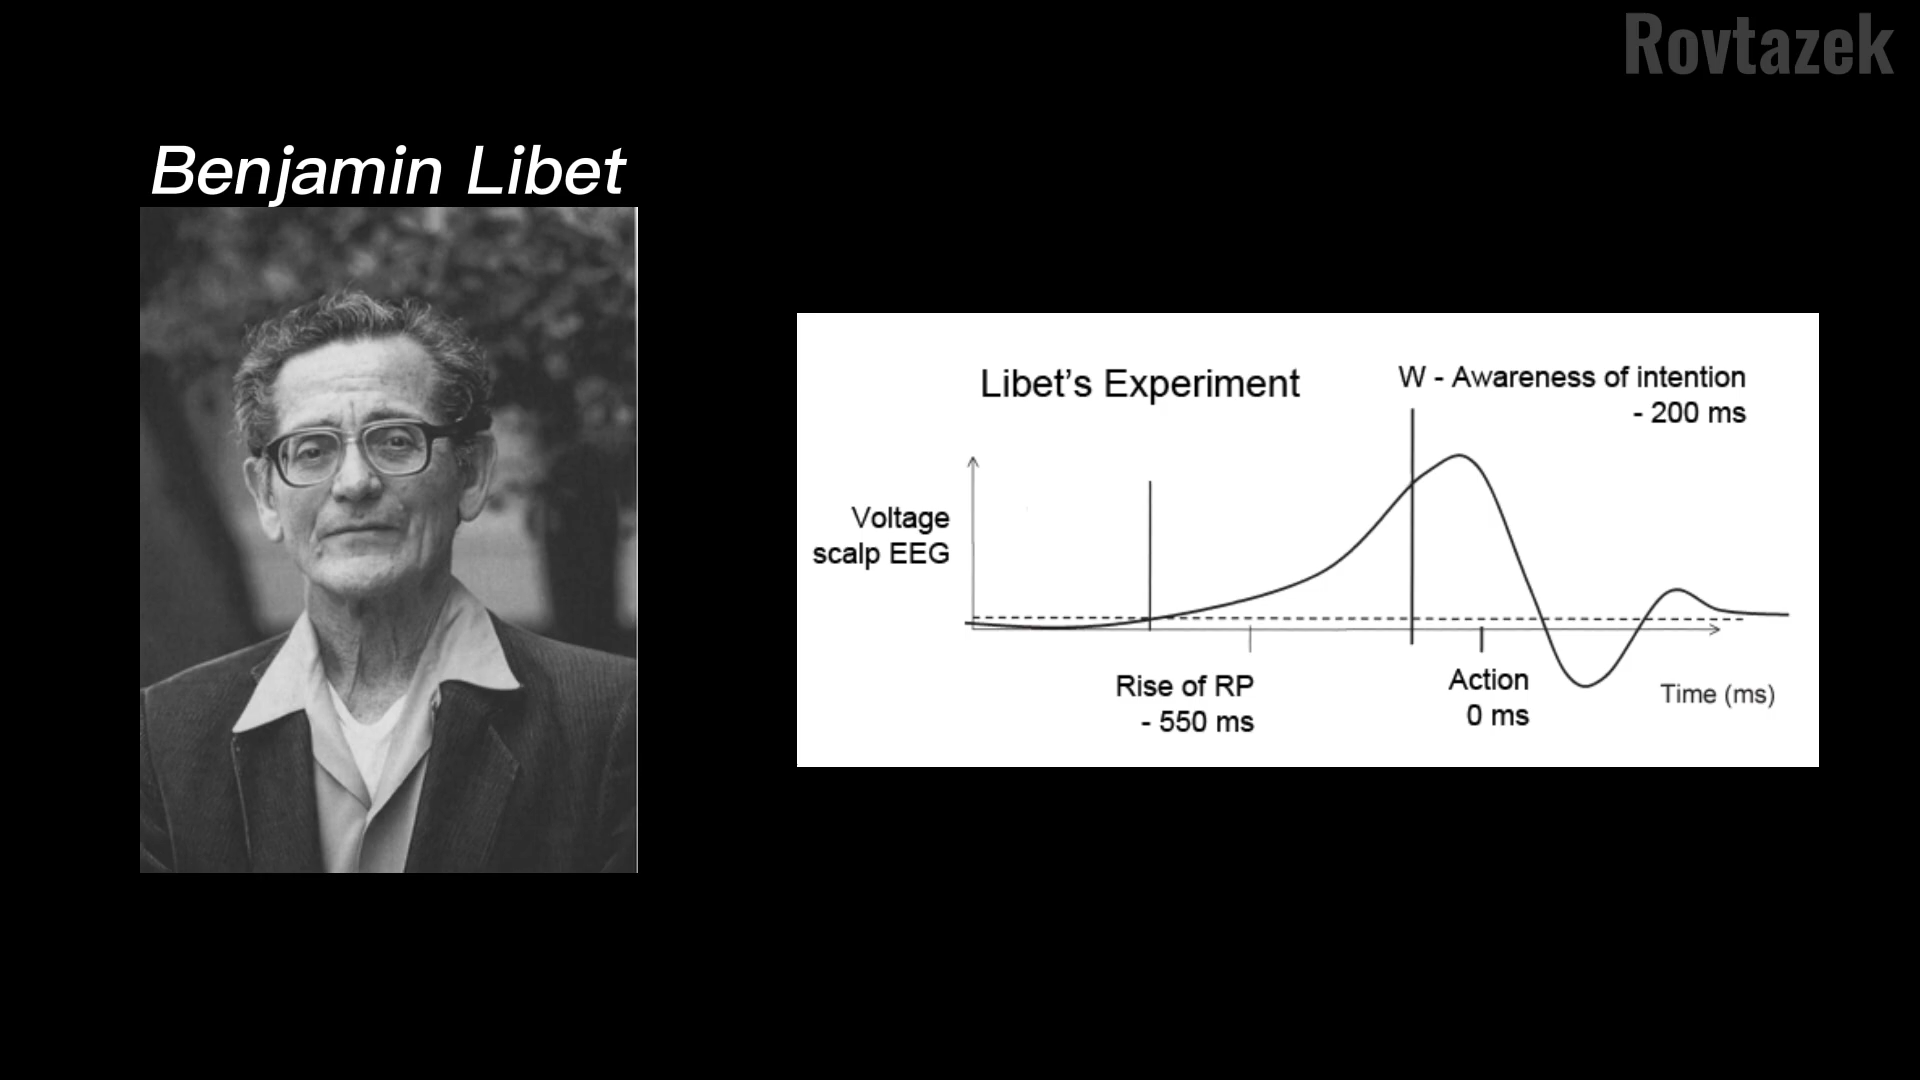 Rovtazek
Benjamin Libet
Libet's Experiment
W - Awareness of intention
- 200 ms
Voltage
scalp EEG
Rise of RP
- 550 ms
Action
0 ms
Time (ms)